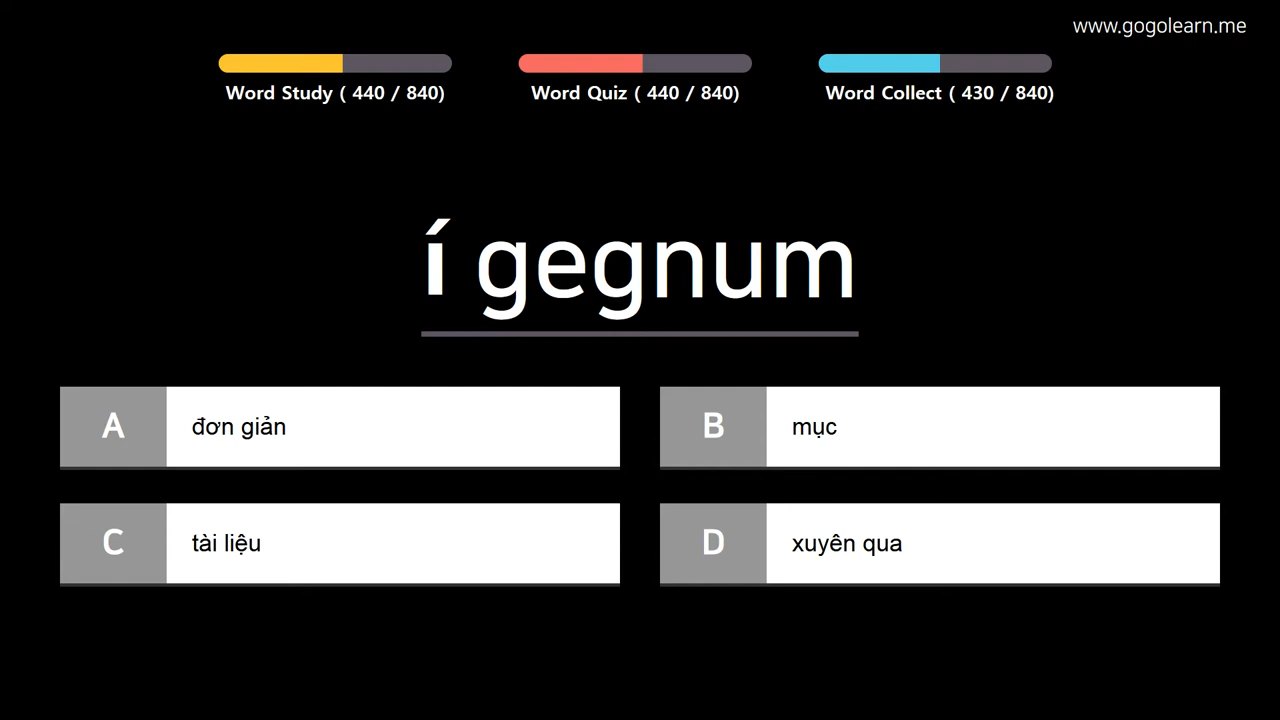 www.gogolearn.me
Word Study ( 440 / 840)
Word Quiz ( 440 / 840)
Word Collect ( 430 / 840)
í gegnum
A đơn giản
B mục
C tài liệu
D xuyên qua